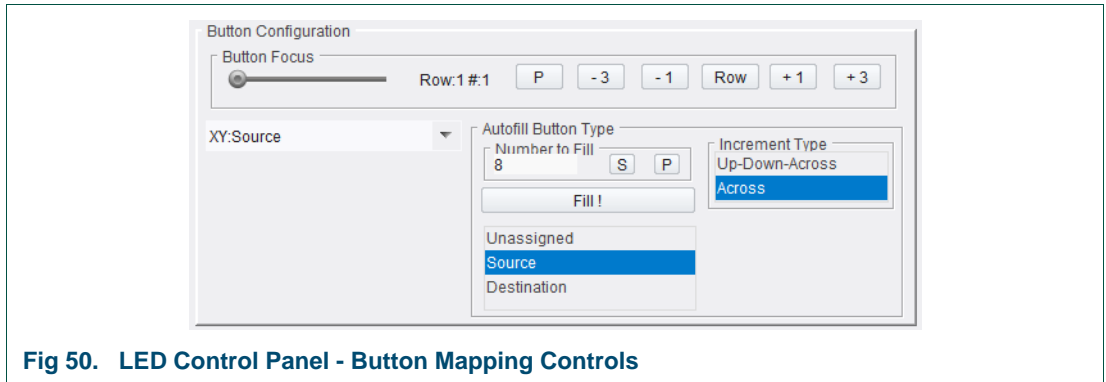 Button Configuration
Button Focus
Row:1 #:1 P - 3 - 1 Row + 1 + 3
XY:Source
Autofill Button Type
Number to Fill
8 S P
Fill !
Unassigned
Source
Destination
Increment Type
Up-Down-Across
Across
Fig 50. LED Control Panel - Button Mapping Controls